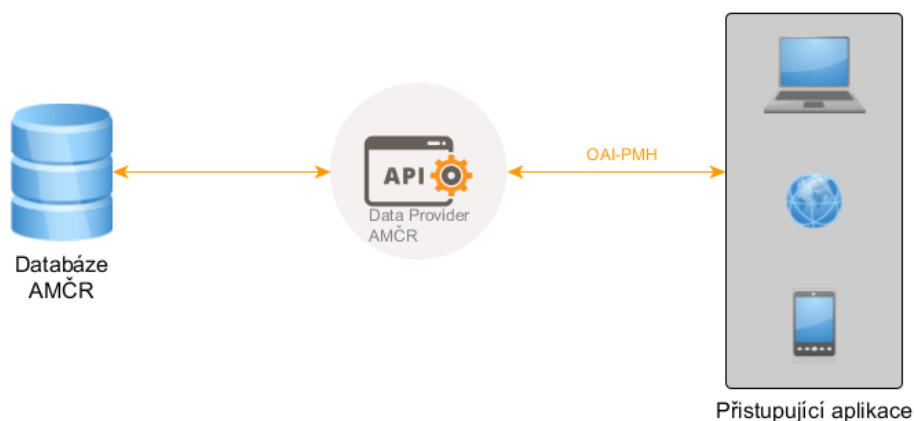 Databáze
AMČR
API
Data Provider
AMČR
OAI-PMH
Přistupující aplikace